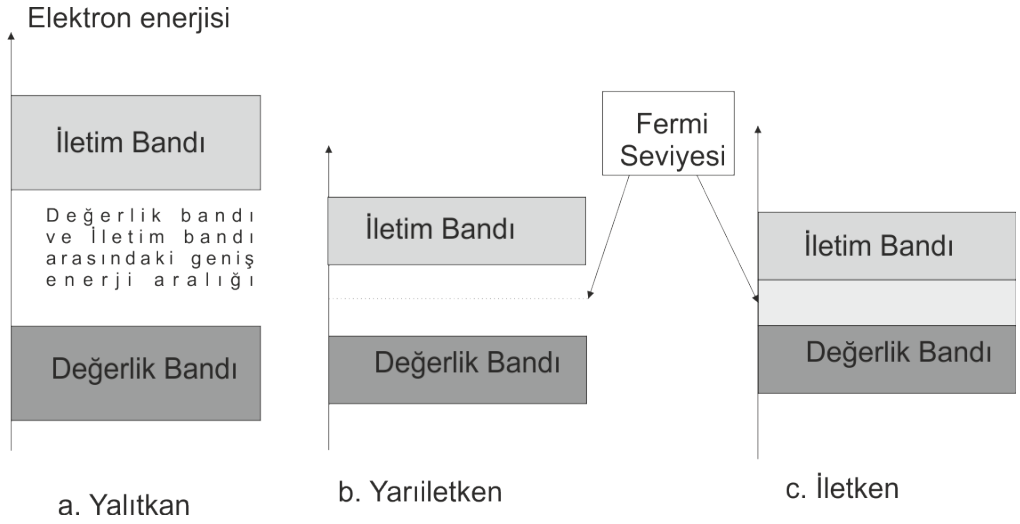 Elektron enerjisi
İletim Bandı
Değerlik bandı
ve İletim bandı
arasındaki geniş
enerji aralığı
Değerlik Bandı
a. Yalıtkan
İletim Bandı
Değerlik Bandı
b. Yarıiletken
Fermi
Seviyesi
İletim Bandı
Değerlik Bandı
c. İletken